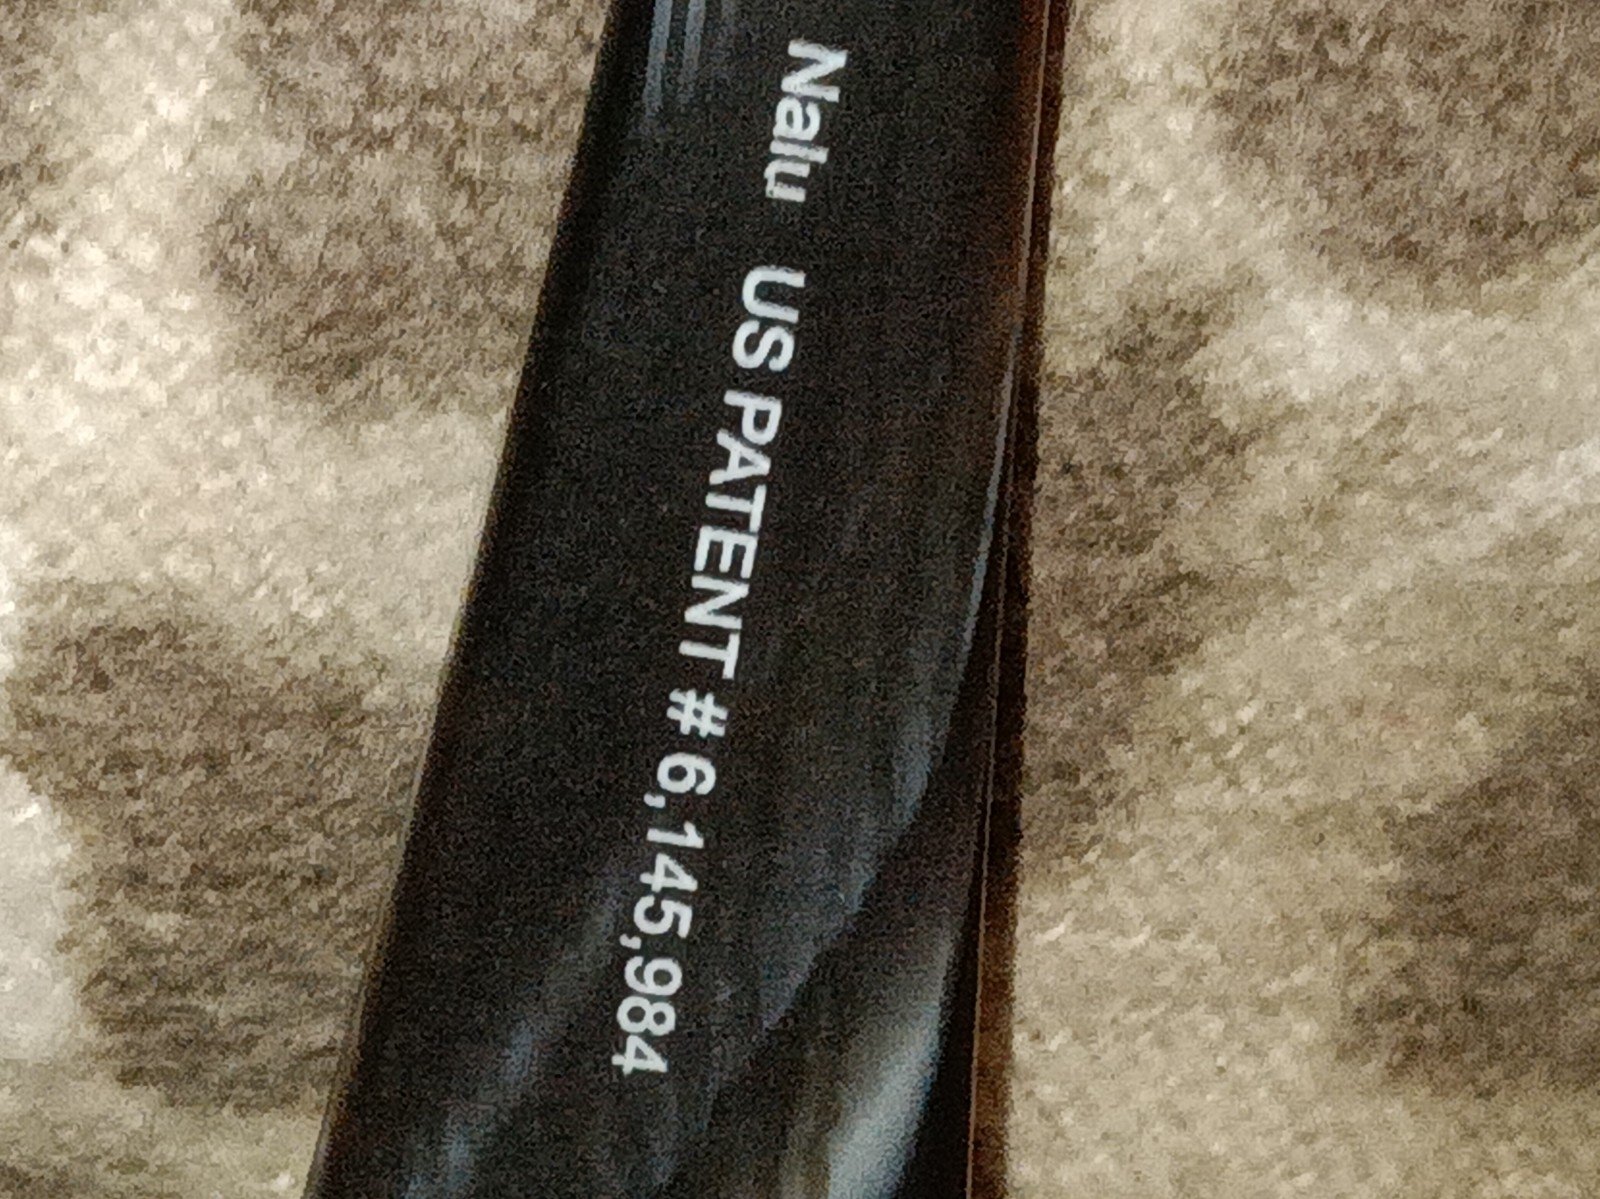 Nalu US PATENT # 6,145,984